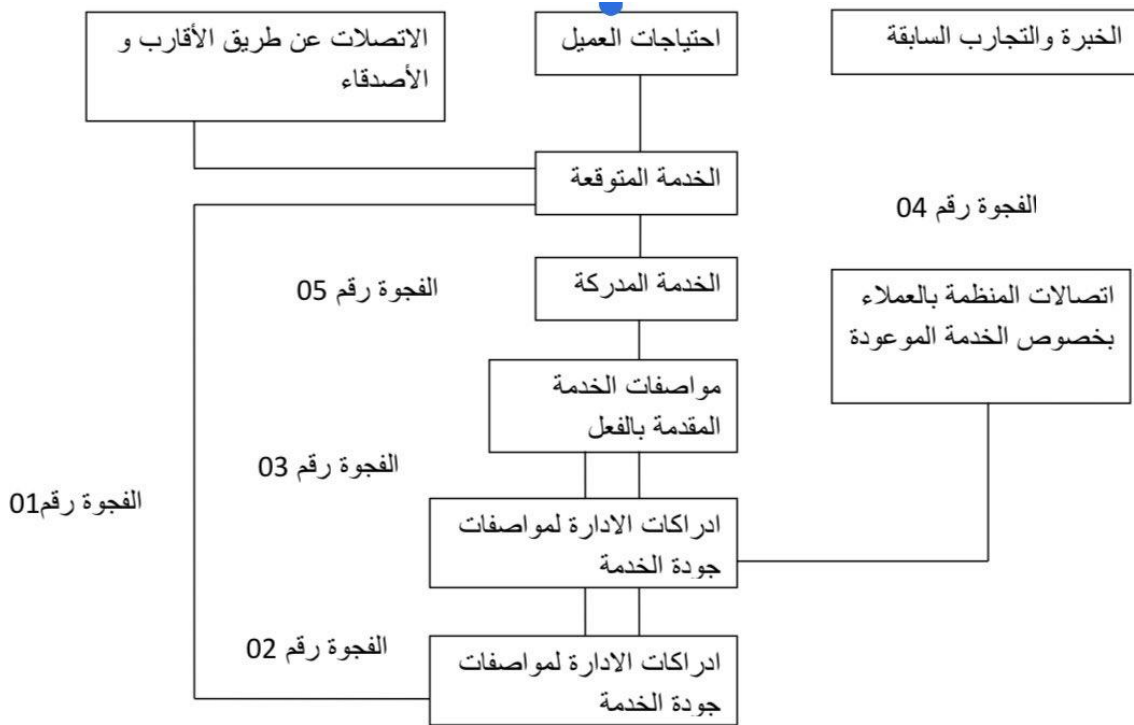 الخبرة والتجارب السابقة
احتياجات العميل
الاتصلات عن طريق الأقارب و
الأصدقاء
الخدمة المتوقعة
الفجوة رقم 04
الخدمة المدركة
الفجوة رقم 05
اتصالات المنظمة بالعملاء
بخصوص الخدمة الموعودة
مواصفات الخدمة
المقدمة بالفعل
الفجوة رقم 03
الفجوة رقم01
ادراكات الادارة لمواصفات
جودة الخدمة
الفجوة رقم 02
ادراكات الادارة لمواصفات
جودة الخدمة